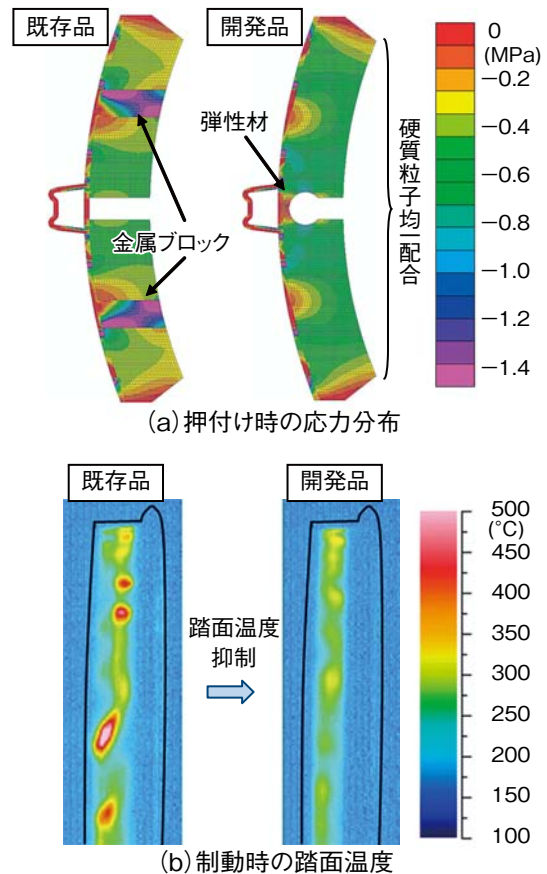 既存品
開発品
0
(MPa)
−0.2
−0.4
−0.6
−0.8
−1.0
−1.2
−1.4
弾性材
金属ブロック
硬質粒子均一配合
(a)押付け時の応力分布
既存品
開発品
踏面温度
抑制
500
(℃)
450
400
350
300
250
200
150
100
(b)制動時の踏面温度